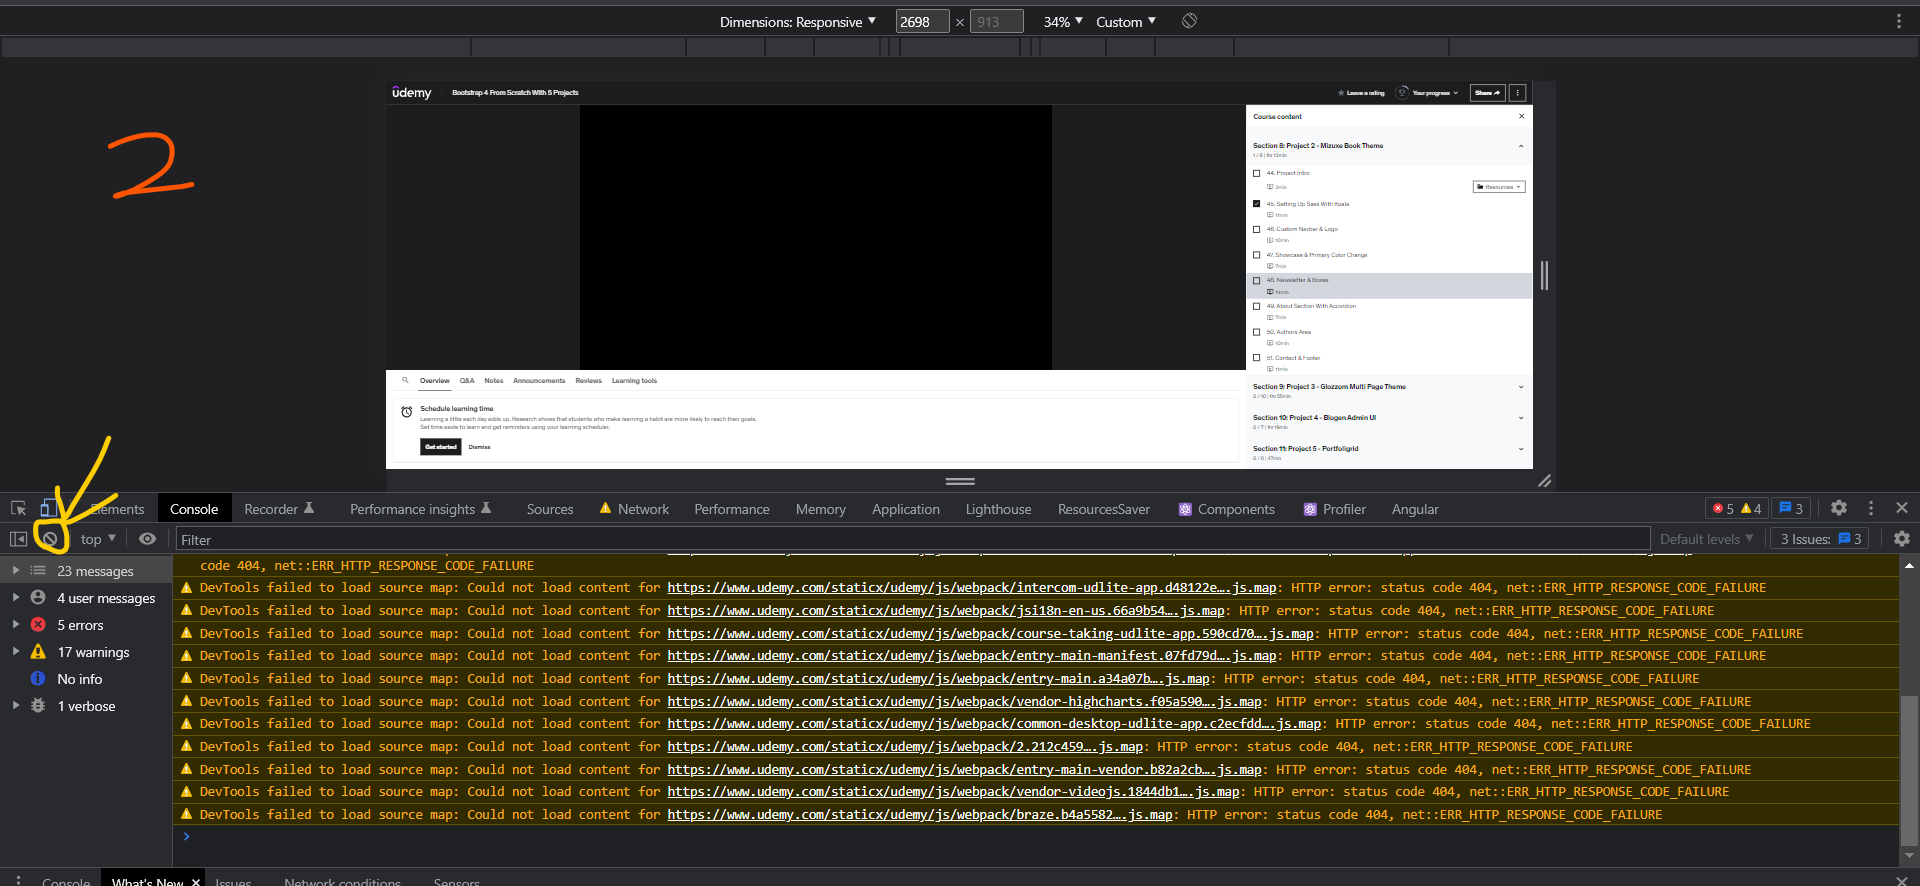 Dimensions: Responsive ▼ 2698 × 913 34% ▼ Custom ▼
2
ûdemy Bootstrap 4 From Scratch With 5 Projects Leave a rating Your progress Share
Course content
Section 8: Project 2 - Mizuxe Book Theme
1 / 8 | 1hr 13min
44. Project Intro
3min
Resources
45. Setting Up Sass With Koala
11min
46. Custom Navbar & Logo
10min
47. Showcase & Primary Color Change
7min
48. Newsletter & Boxes
14min
49. About Section With Accordion
7min
50. Authors Area
10min
51. Contact & Footer
11min
Section 9: Project 3 - Glozzom Multi Page Theme
0 / 10 | 1hr 55min
Section 10: Project 4 - Blogen Admin UI
0 / 7 | 1hr 18min
Section 11: Project 5 - Portfoligrid
0 / 6 | 47min
Overview Q&A Notes Announcements Reviews Learning tools
Schedule learning time
Learning a little each day adds up. Research shows that students who make learning a habit are more likely to reach their goals.
Set time aside to learn and get reminders using your learning scheduler.
Get started Dismiss
Elements Console Recorder Performance insights Sources Network Performance Memory Application Lighthouse ResourcesSaver Components Profiler Angular 5 4 3
top ▼ Filter Default levels ▼ 3 Issues: 3
23 messages
4 user messages
5 errors
17 warnings
No info
1 verbose
code 404, net::ERR_HTTP_RESPONSE_CODE_FAILURE
DevTools failed to load source map: Could not load content for https://www.udemy.com/staticx/udemy/js/webpack/intercom-udlite-app.d48122e….js.map: HTTP error: status code 404, net::ERR_HTTP_RESPONSE_CODE_FAILURE
DevTools failed to load source map: Could not load content for https://www.udemy.com/staticx/udemy/js/webpack/jsi18n-en-us.66a9b54….js.map: HTTP error: status code 404, net::ERR_HTTP_RESPONSE_CODE_FAILURE
DevTools failed to load source map: Could not load content for https://www.udemy.com/staticx/udemy/js/webpack/course-taking-udlite-app.590cd70….js.map: HTTP error: status code 404, net::ERR_HTTP_RESPONSE_CODE_FAILURE
DevTools failed to load source map: Could not load content for https://www.udemy.com/staticx/udemy/js/webpack/entry-main-manifest.07fd79d….js.map: HTTP error: status code 404, net::ERR_HTTP_RESPONSE_CODE_FAILURE
DevTools failed to load source map: Could not load content for https://www.udemy.com/staticx/udemy/js/webpack/entry-main.a34a07b….js.map: HTTP error: status code 404, net::ERR_HTTP_RESPONSE_CODE_FAILURE
DevTools failed to load source map: Could not load content for https://www.udemy.com/staticx/udemy/js/webpack/vendor-highcharts.f05a590….js.map: HTTP error: status code 404, net::ERR_HTTP_RESPONSE_CODE_FAILURE
DevTools failed to load source map: Could not load content for https://www.udemy.com/staticx/udemy/js/webpack/common-desktop-udlite-app.c2ecfdd….js.map: HTTP error: status code 404, net::ERR_HTTP_RESPONSE_CODE_FAILURE
DevTools failed to load source map: Could not load content for https://www.udemy.com/staticx/udemy/js/webpack/2.212c459….js.map: HTTP error: status code 404, net::ERR_HTTP_RESPONSE_CODE_FAILURE
DevTools failed to load source map: Could not load content for https://www.udemy.com/staticx/udemy/js/webpack/entry-main-vendor.b82a2cb….js.map: HTTP error: status code 404, net::ERR_HTTP_RESPONSE_CODE_FAILURE
DevTools failed to load source map: Could not load content for https://www.udemy.com/staticx/udemy/js/webpack/vendor-videojs.1844db1….js.map: HTTP error: status code 404, net::ERR_HTTP_RESPONSE_CODE_FAILURE
DevTools failed to load source map: Could not load content for https://www.udemy.com/staticx/udemy/js/webpack/braze.b4a5582….js.map: HTTP error: status code 404, net::ERR_HTTP_RESPONSE_CODE_FAILURE
Console What's New Issues Network conditions Sensors